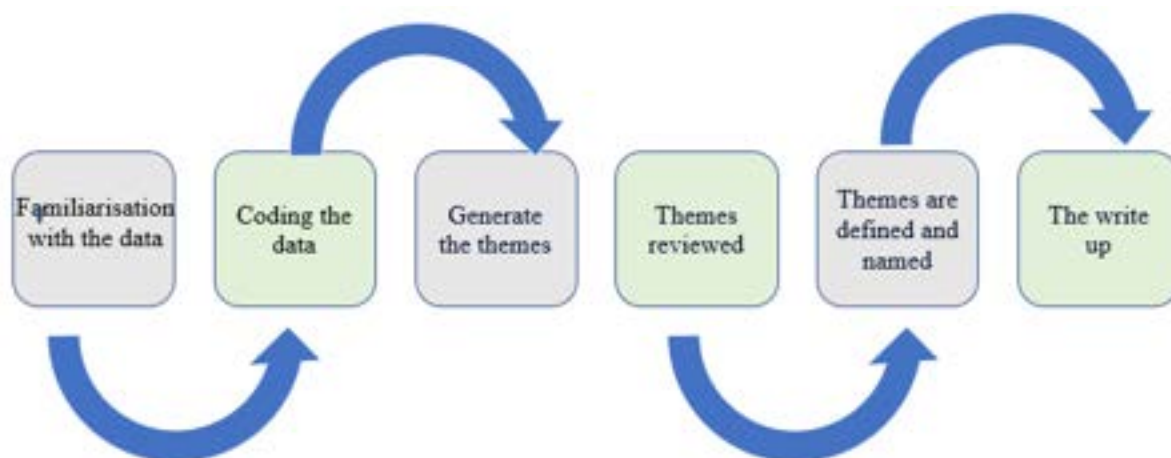 Familiarisation
with the data
Coding the
data
Generate
the themes
Themes
reviewed
Themes are
defined and
named
The write
up